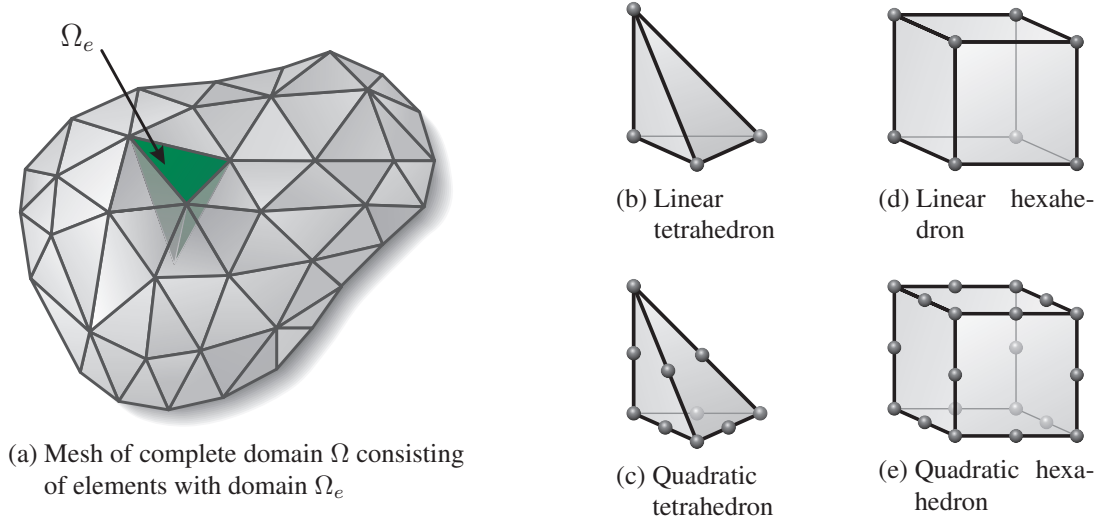 Ωₑ
(a) Mesh of complete domain Ω consisting
of elements with domain Ωₑ
(b) Linear
tetrahedron
(c) Quadratic
tetrahedron
(d) Linear hexahe-
dron
(e) Quadratic hexa-
hedron